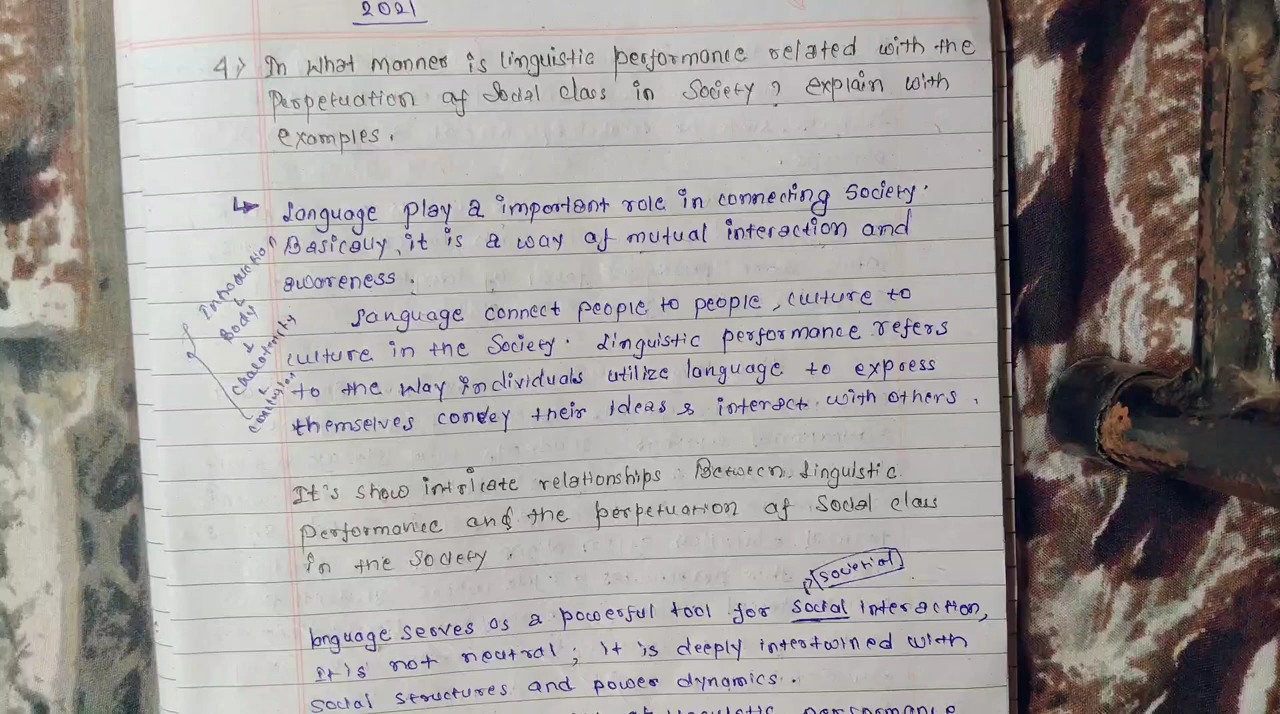 2021
4) In what manner is linguistic performance related with the
perpetuation of Social class in Society? explain with
examples.
↳ Language play a important role in connecting society.
Basically, it is a way of mutual interaction and
awareness.
Language connect people to people, culture to
culture in the Society. Linguistic performance refers
to the way individuals utilize language to express
themselves convey their ideas & interact with others.
Introduction
↓
Body
↓
↓
conclusion
It's show intricate relationships Between Linguistic
Performance and the perpetuation of Social class
in the Society.
societial
language serves as a powerful tool for social interaction,
it's not neutral; it is deeply intertwined with
social structures and power dynamics.
linguistic performance